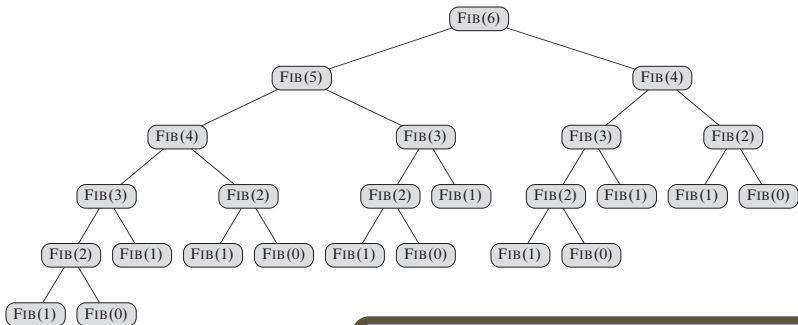 FIB(6)
FIB(5) FIB(4)
FIB(4) FIB(3) FIB(3) FIB(2)
FIB(3) FIB(2) FIB(2) FIB(1) FIB(2) FIB(1) FIB(1) FIB(0)
FIB(2) FIB(1) FIB(1) FIB(0) FIB(1) FIB(0) FIB(1) FIB(0)
FIB(1) FIB(0)